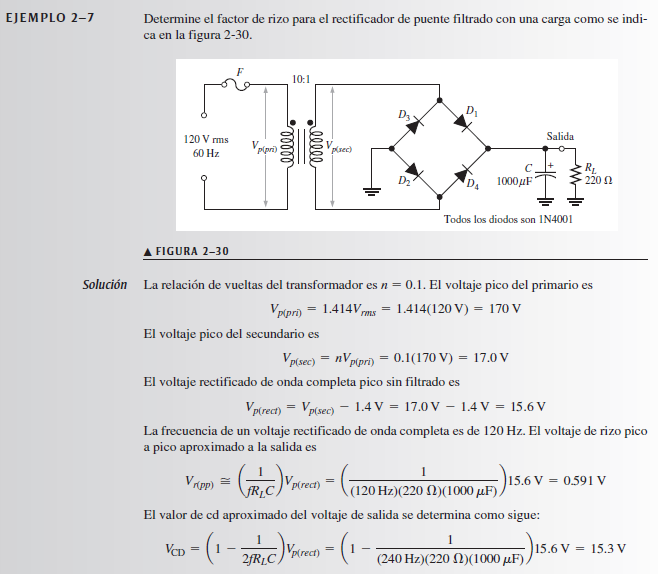 EJEMPLO 2–7
Determine el factor de rizo para el rectificador de puente filtrado con una carga como se indi-
ca en la figura 2-30.
F
10:1
D3
D1
120 V rms
60 Hz
Vp(pri)
Vp(sec)
Salida
D2
D4
C
1000 μF
+
RL
220 Ω
Todos los diodos son 1N4001
▲ FIGURA 2–30
Solución
La relación de vueltas del transformador es n = 0.1. El voltaje pico del primario es
Vp(pri) = 1.414Vrms = 1.414(120 V) = 170 V
El voltaje pico del secundario es
Vp(sec) = nVp(pri) = 0.1(170 V) = 17.0 V
El voltaje rectificado de onda completa pico sin filtrado es
Vp(rect) = Vp(sec) − 1.4 V = 17.0 V − 1.4 V = 15.6 V
La frecuencia de un voltaje rectificado de onda completa es de 120 Hz. El voltaje de rizo pico
a pico aproximado a la salida es
Vr(pp) ≅ (1/fRLC)Vp(rect) = (1/(120 Hz)(220 Ω)(1000 μF))15.6 V = 0.591 V
El valor de cd aproximado del voltaje de salida se determina como sigue:
VCD = (1 − 1/2fRLC)Vp(rect) = (1 − 1/(240 Hz)(220 Ω)(1000 μF))15.6 V = 15.3 V